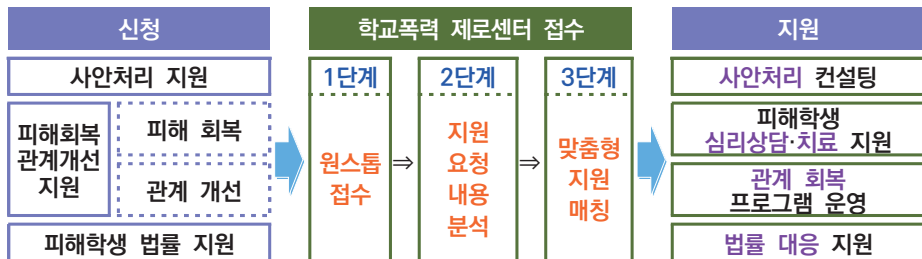 신청
사안처리 지원
피해회복
관계개선
지원
피해 회복
관계 개선
피해학생 법률 지원
학교폭력 제로센터 접수
1단계
원스톱
접수
⇒
2단계
지원
요청
내용
분석
⇒
3단계
맞춤형
지원
매칭
지원
사안처리 컨설팅
피해학생
심리상담·치료 지원
관계 회복
프로그램 운영
법률 대응 지원